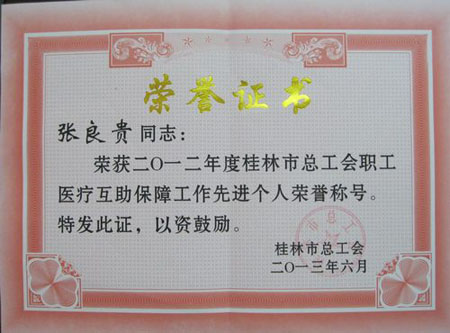 荣誉证书
张良贵同志：
荣获二〇一二年度桂林市总工会职工
医疗互助保障工作先进个人荣誉称号。
特发此证，以资鼓励。
桂林市总工会
二〇一三年六月